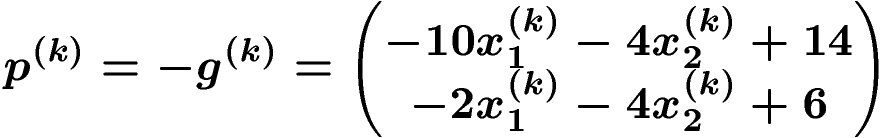 $p^{(k)} = -g^{(k)} = \begin{pmatrix} -10x_1^{(k)} - 4x_2^{(k)} + 14 \\ -2x_1^{(k)} - 4x_2^{(k)} + 6 \end{pmatrix}$